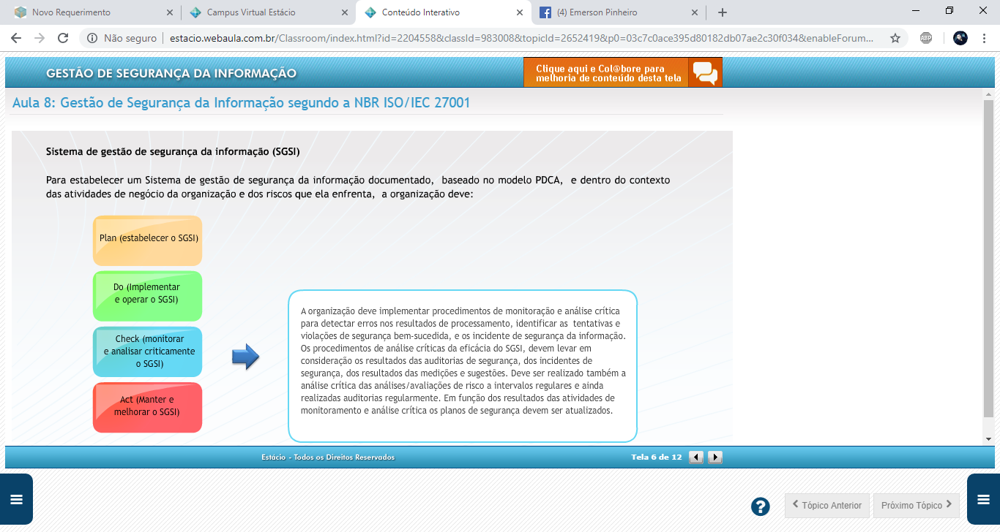 Novo Requerimento
Campus Virtual Estácio
Conteúdo Interativo
(4) Emerson Pinheiro
Não seguro
estacio.webaula.com.br/Classroom/index.html?id=2204558&classId=983008&topicId=2652419&p0=03c7c0ace395d80182db07ae2c30f034&enableForum...
ABP
GESTÃO DE SEGURANÇA DA INFORMAÇÃO
Clique aqui e Col@bore para
melhoria de conteúdo desta tela
Aula 8: Gestão de Segurança da Informação segundo a NBR ISO/IEC 27001
Sistema de gestão de segurança da informação (SGSI)
Para estabelecer um Sistema de gestão de segurança da informação documentado, baseado no modelo PDCA, e dentro do contexto
das atividades de negócio da organização e dos riscos que ela enfrenta, a organização deve:
Plan (estabelecer o SGSI)
Do (Implementar
e operar o SGSI)
Check (monitorar
e analisar criticamente
o SGSI)
Act (Manter e
melhorar o SGSI)
A organização deve implementar procedimentos de monitoração e análise crítica
para detectar erros nos resultados de processamento, identificar as tentativas e
violações de segurança bem-sucedida, e os incidente de segurança da informação.
Os procedimentos de análise críticas da eficácia do SGSI, devem levar em
consideração os resultados das auditorias de segurança, dos incidentes de
segurança, dos resultados das medições e sugestões. Deve ser realizado também a
análise crítica das análises/avaliações de risco a intervalos regulares e ainda
realizadas auditorias regularmente. Em função dos resultados das atividades de
monitoramento e análise crítica os planos de segurança devem ser atualizados.
Estácio - Todos os Direitos Reservados
Tela 6 de 12
?
Tópico Anterior
Próximo Tópico